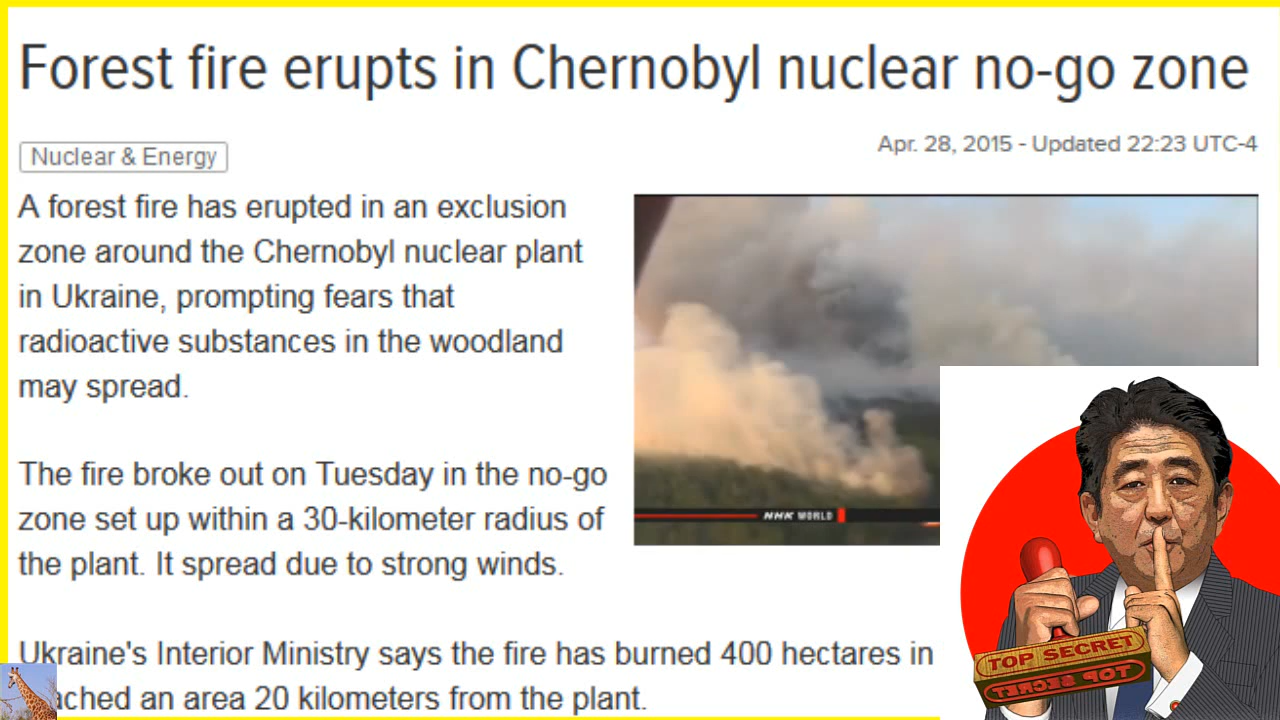 Forest fire erupts in Chernobyl nuclear no-go zone
Nuclear & Energy
Apr. 28, 2015 - Updated 22:23 UTC-4
A forest fire has erupted in an exclusion
zone around the Chernobyl nuclear plant
in Ukraine, prompting fears that
radioactive substances in the woodland
may spread.
NHK WORLD
The fire broke out on Tuesday in the no-go
zone set up within a 30-kilometer radius of
the plant. It spread due to strong winds.
TOP SECRET
TOP SECRET
Ukraine's Interior Ministry says the fire has burned 400 hectares in
an area 20 kilometers from the plant.